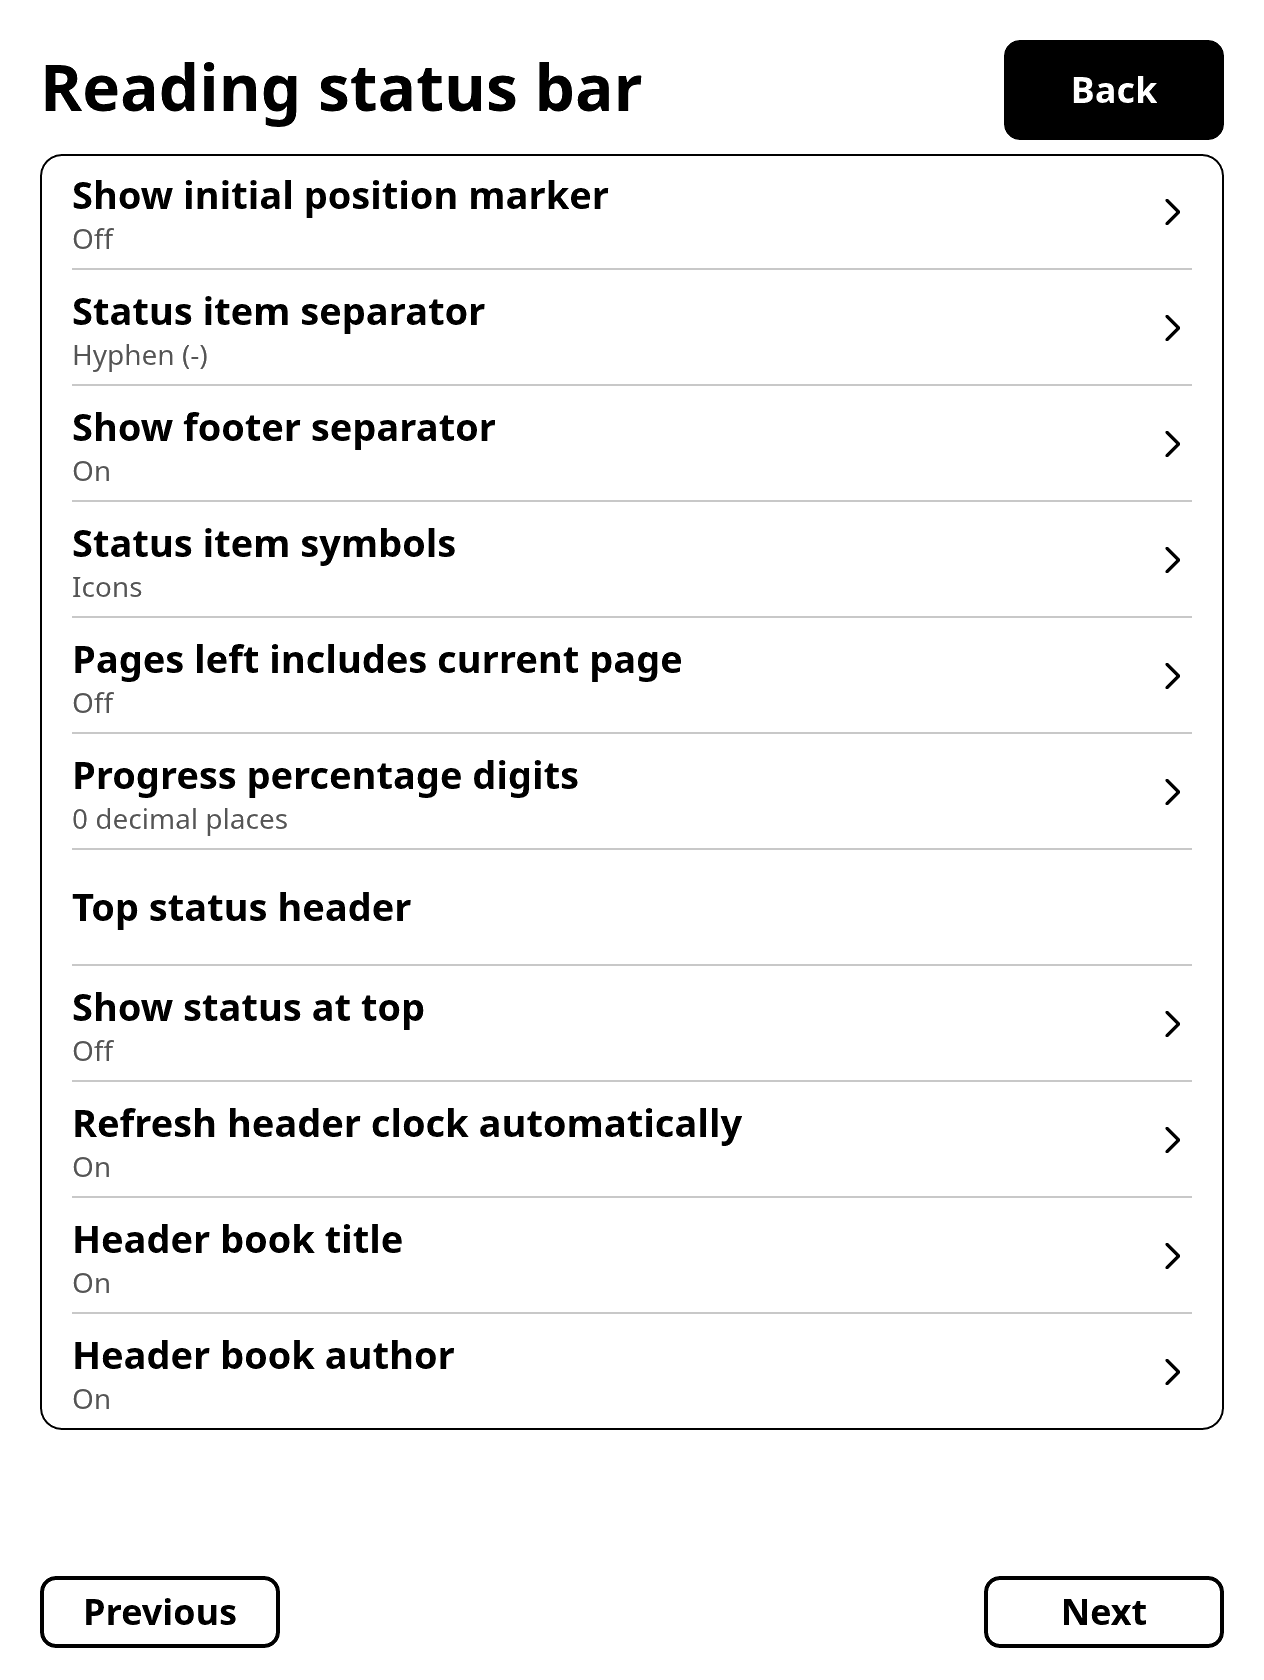 Reading status bar
Back
Show initial position marker
Off
Status item separator
Hyphen (-)
Show footer separator
On
Status item symbols
Icons
Pages left includes current page
Off
Progress percentage digits
0 decimal places
Top status header
Show status at top
Off
Refresh header clock automatically
On
Header book title
On
Header book author
On
Previous
Next